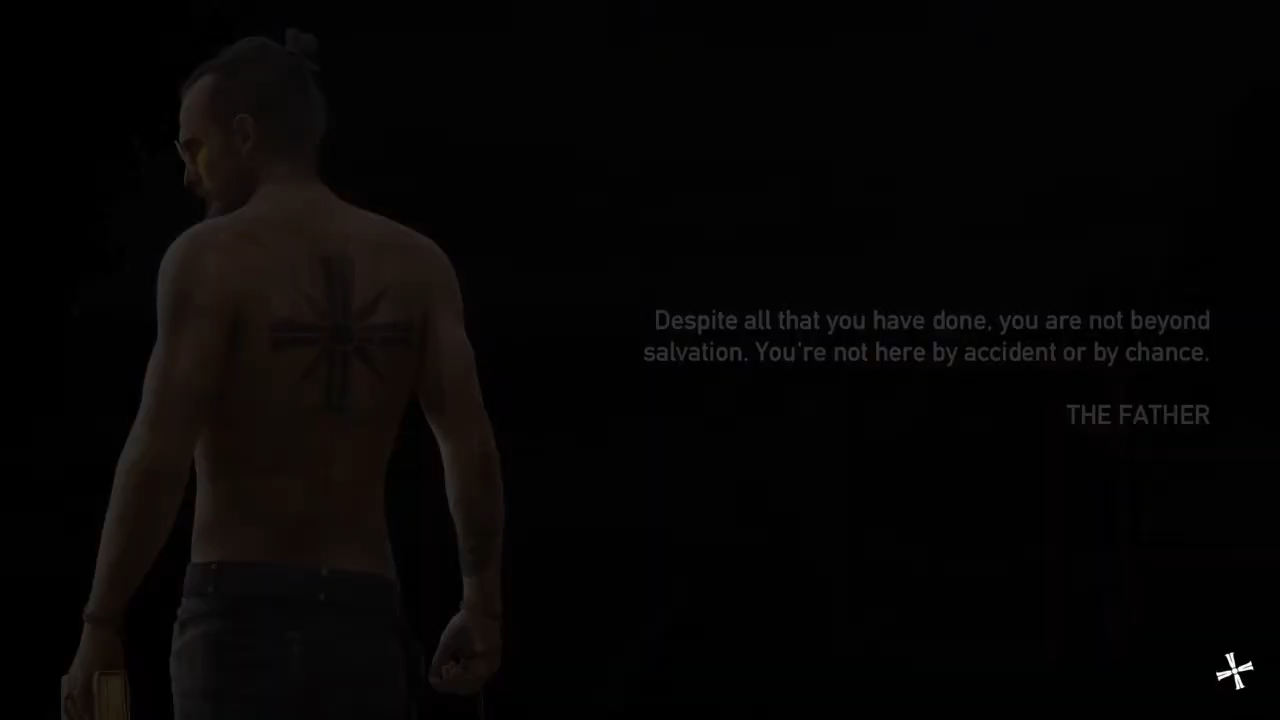 Despite all that you have done, you are not beyond
salvation. You're not here by accident or by chance.
THE FATHER